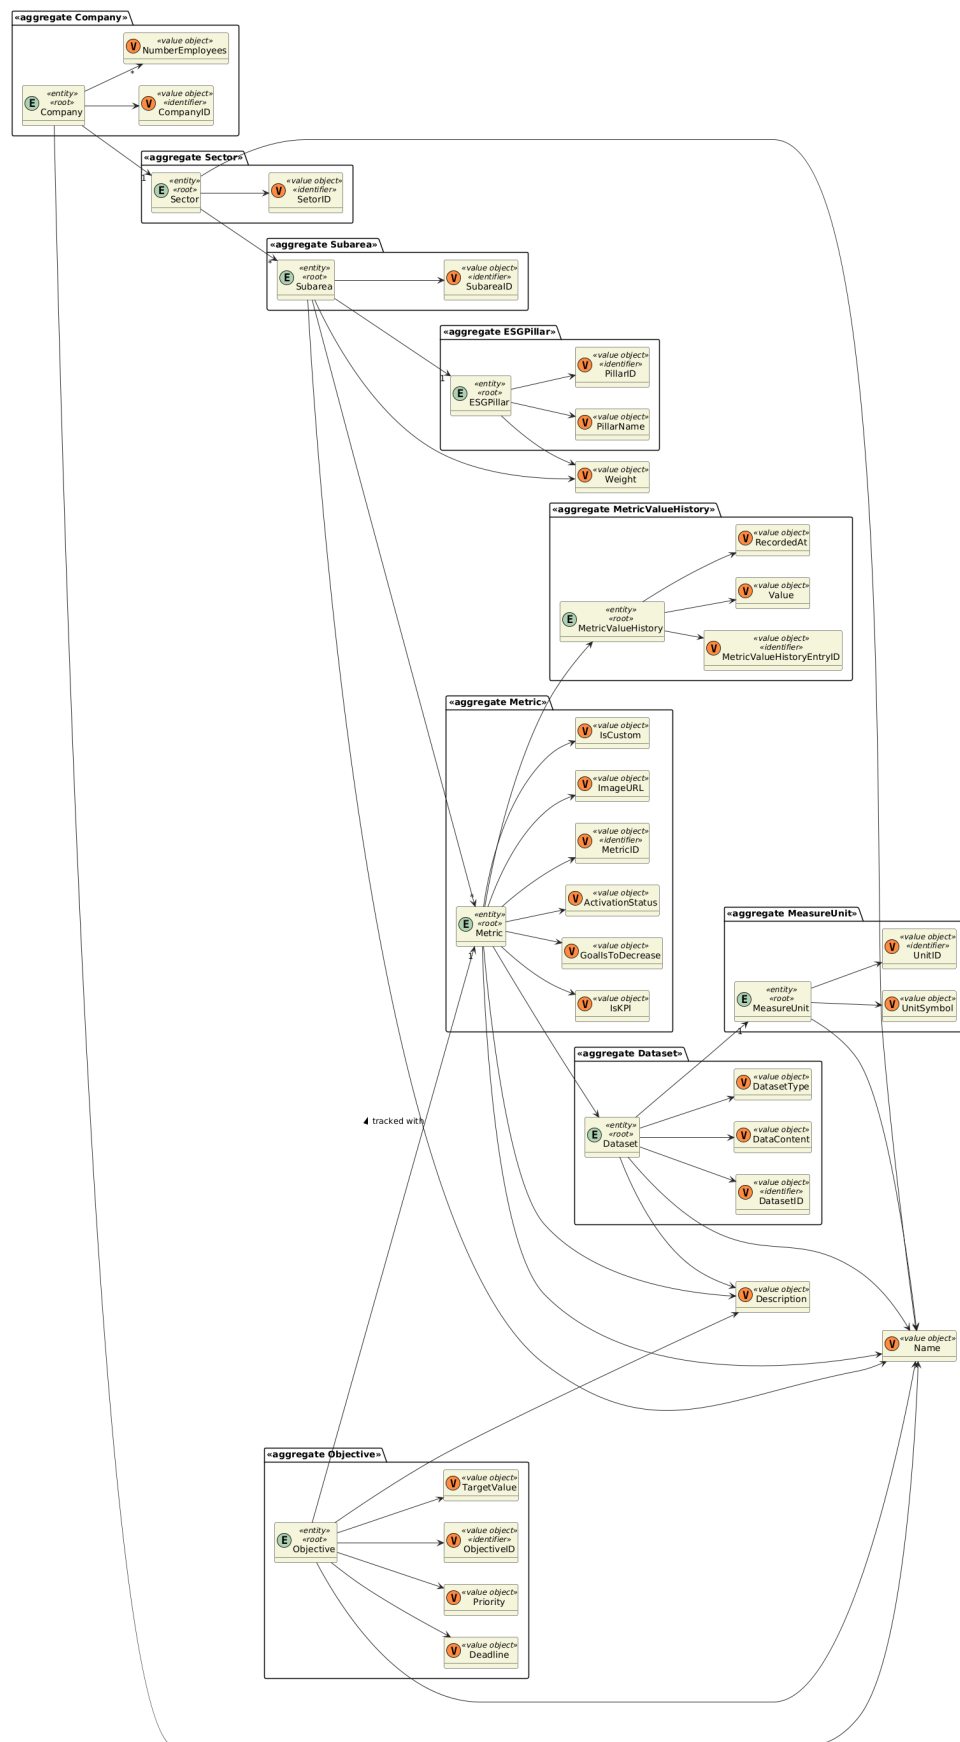 «aggregate Company»
V
«value object»
NumberEmployees
*
E
«entity»
«root»
Company
V
«value object»
«identifier»
CompanyID
«aggregate Sector»
1
E
«entity»
«root»
Sector
V
«value object»
«identifier»
SetorID
«aggregate Subarea»
*
E
«entity»
«root»
Subarea
V
«value object»
«identifier»
SubareaID
«aggregate ESGPillar»
V
«value object»
«identifier»
PillarID
1
E
«entity»
«root»
ESGPillar
V
«value object»
PillarName
V
«value object»
Weight
«aggregate MetricValueHistory»
V
«value object»
RecordedAt
V
«value object»
Value
E
«entity»
«root»
MetricValueHistory
V
«value object»
«identifier»
MetricValueHistoryEntryID
«aggregate Metric»
V
«value object»
IsCustom
V
«value object»
ImageURL
V
«value object»
«identifier»
MetricID
V
«value object»
ActivationStatus
*
E
«entity»
«root»
Metric
1
V
«value object»
GoalIsToDecrease
V
«value object»
IsKPI
«aggregate MeasureUnit»
V
«value object»
«identifier»
UnitID
E
«entity»
«root»
MeasureUnit
1
V
«value object»
UnitSymbol
«aggregate Dataset»
V
«value object»
DatasetType
E
«entity»
«root»
Dataset
V
«value object»
DataContent
V
«value object»
«identifier»
DatasetID
tracked with
V
«value object»
Description
V
«value object»
Name
«aggregate Objective»
V
«value object»
TargetValue
E
«entity»
«root»
Objective
V
«value object»
«identifier»
ObjectiveID
V
«value object»
Priority
V
«value object»
Deadline